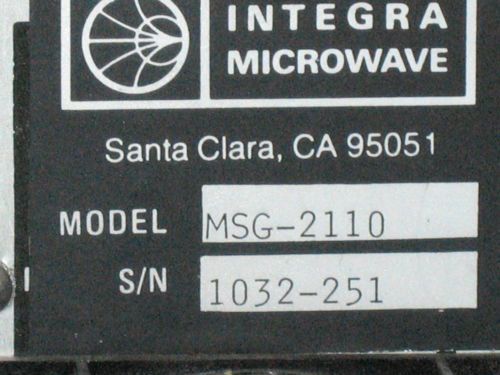 INTEGRA
MICROWAVE
Santa Clara, CA 95051
MODEL MSG-2110
S/N 1032-251